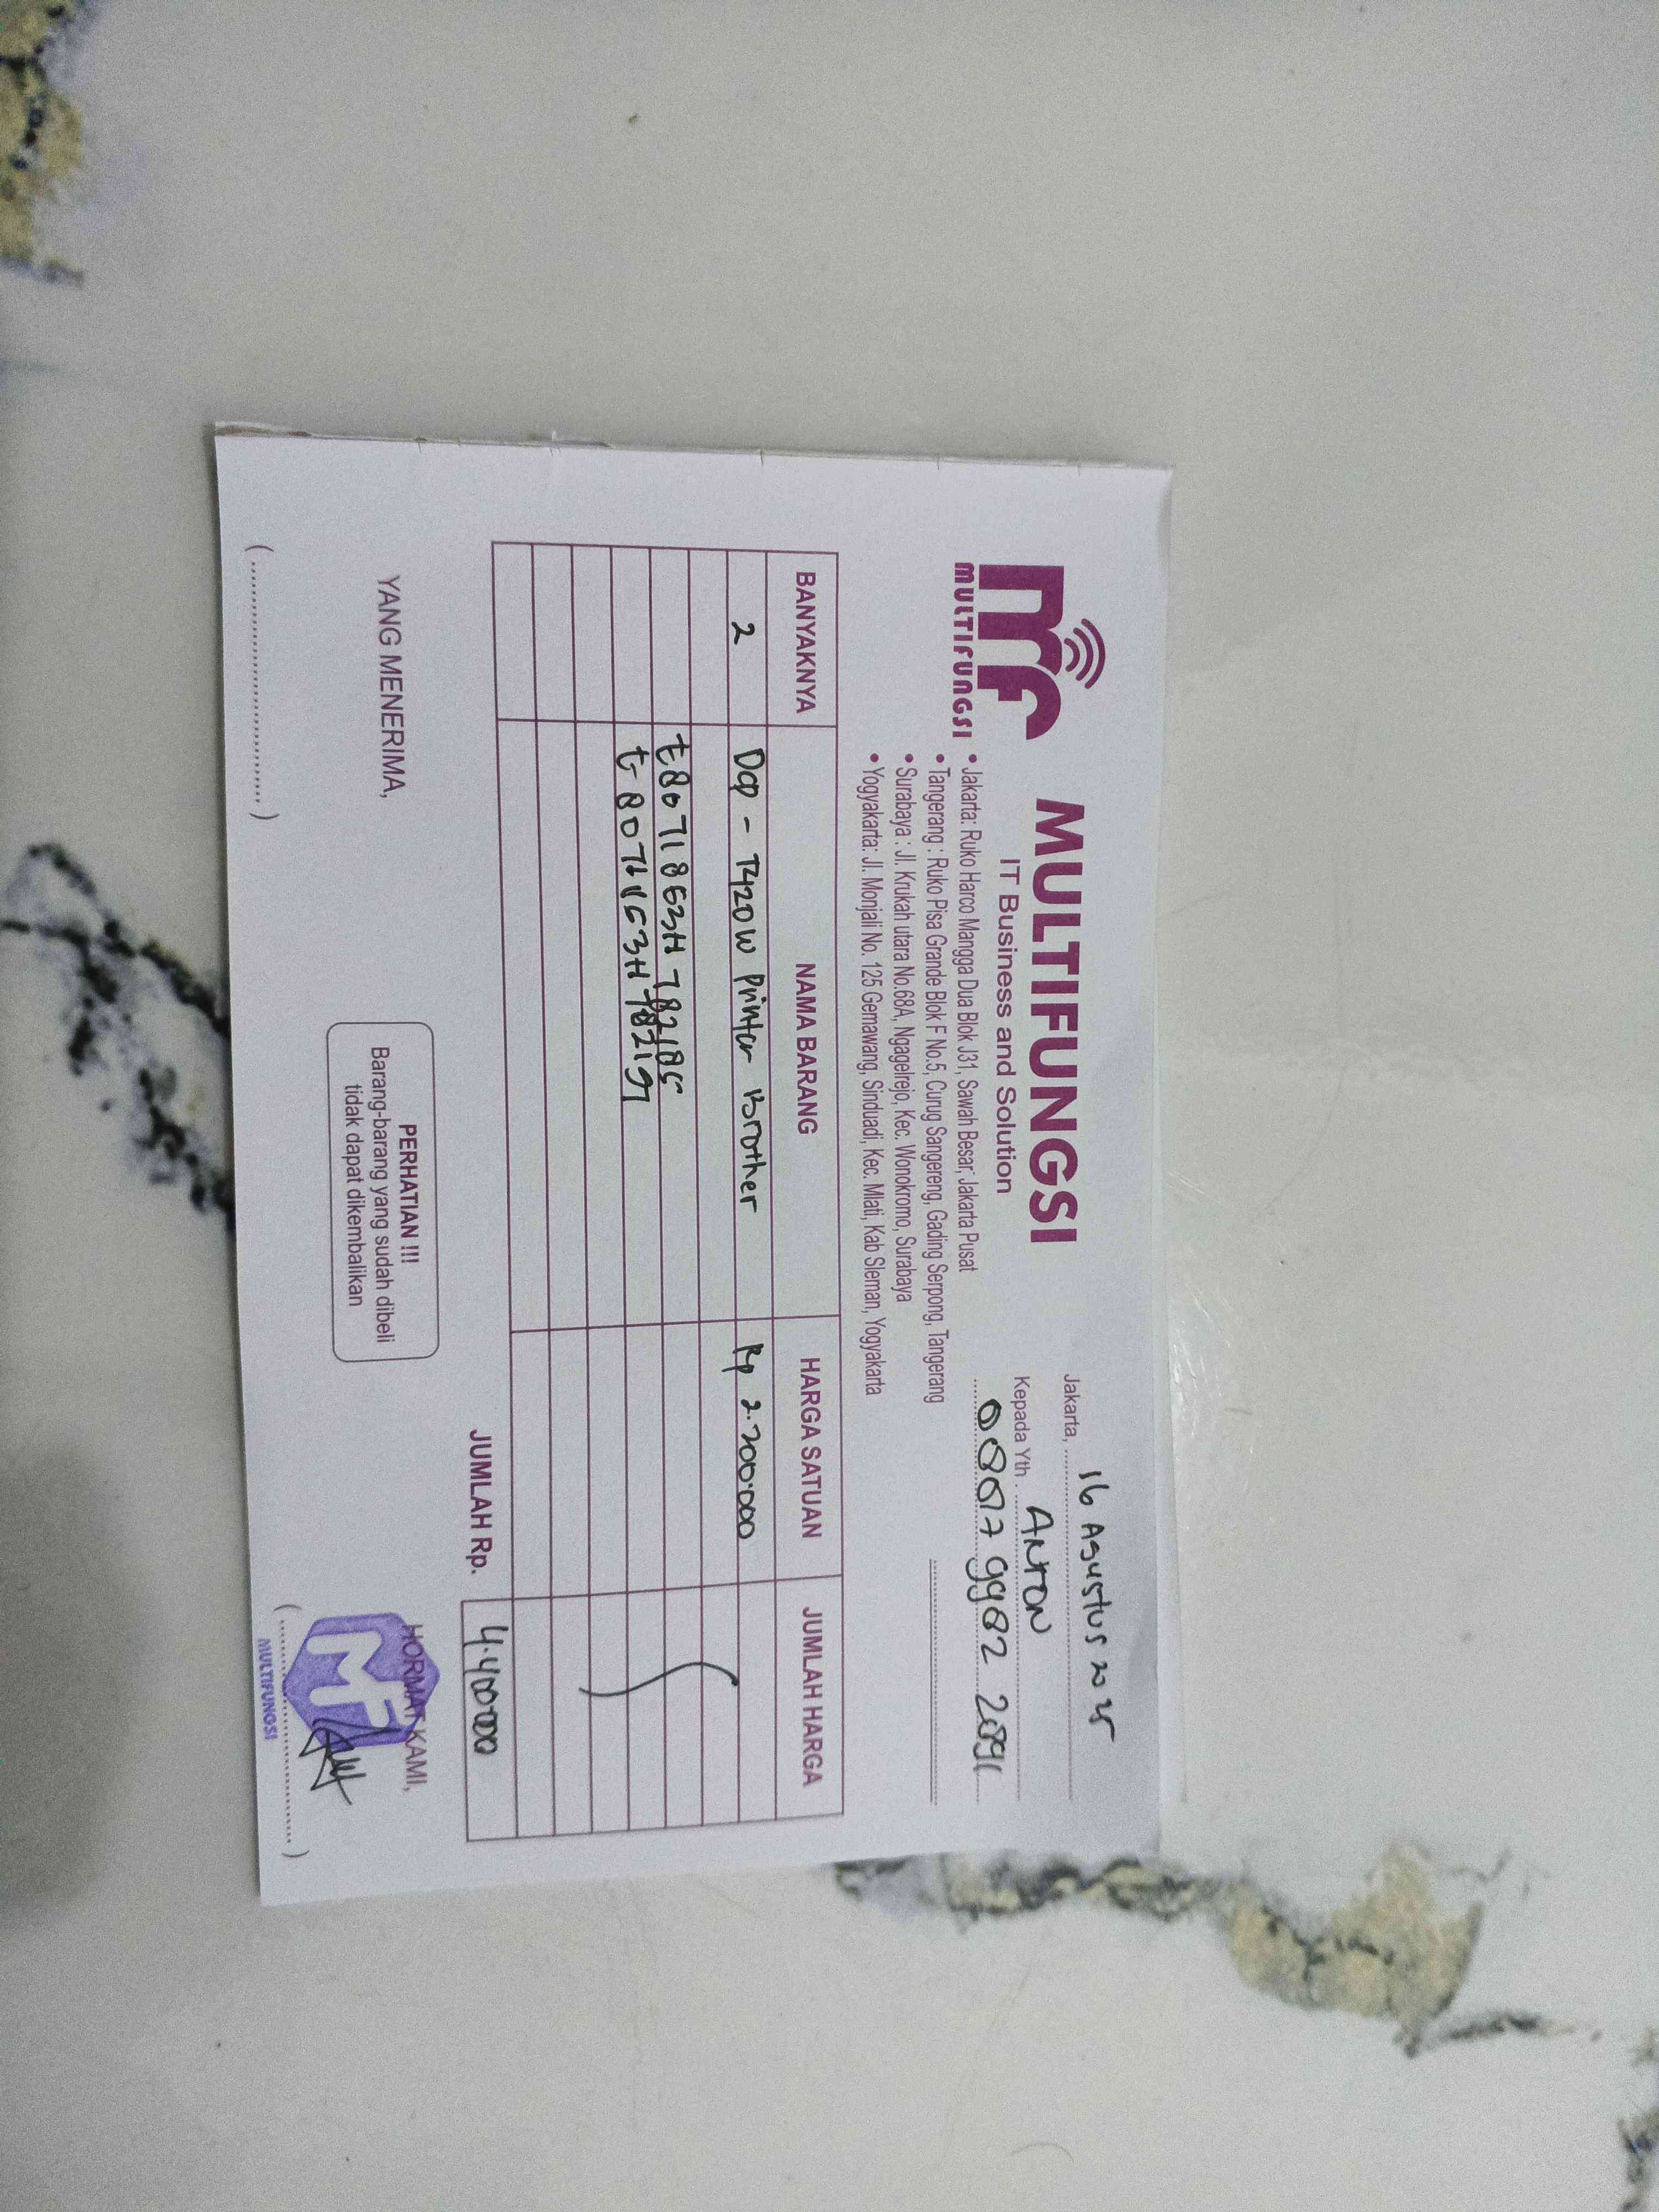 mf
MULTIFUNGSI
MULTIFUNGSI
IT Business and Solution
• Jakarta: Ruko Harco Mangga Dua Blok J31, Sawah Besar, Jakarta Pusat
• Tangerang : Ruko Pisa Grande Blok F No.5, Curug Sangereng, Gading Serpong, Tangerang
• Surabaya : Jl. Krukah utara No.68A, Ngagelrejo, Kec. Wonokromo, Surabaya
• Yogyakarta: Jl. Monjali No. 125 Gemawang, Sinduadi, Kec. Mlati, Kab Sleman, Yogyakarta
Jakarta, 16 Agustus 2025
Kepada Yth. ANTON
BANYAKNYA NAMA BARANG HARGA SATUAN JUMLAH HARGA
2 Dcp - T420W Printer Brother Rp 2.200.000
JUMLAH Rp. 4.400.000
YANG MENERIMA,
PERHATIAN !!!
Barang-barang yang sudah dibeli
tidak dapat dikembalikan
HORMAT KAMI,
MF
MULTIFUNGSI